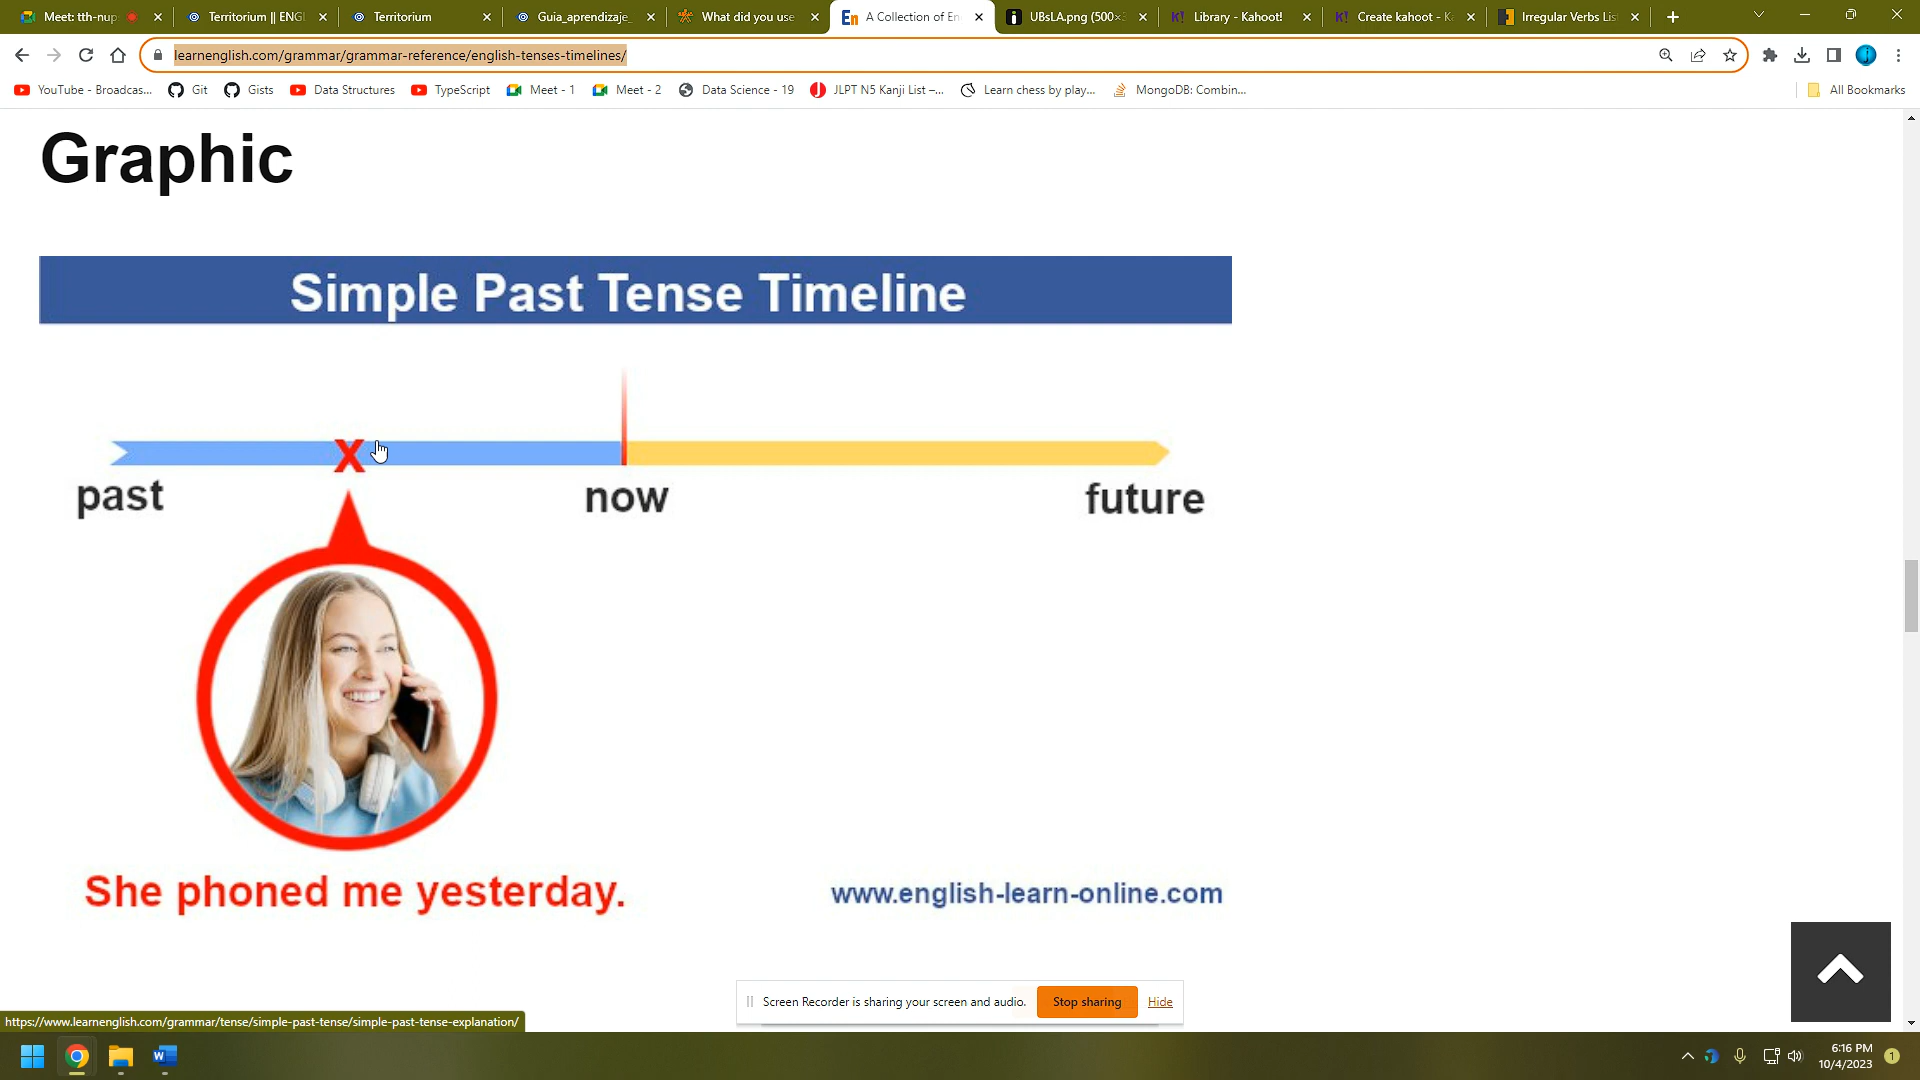 Meet: tth-nup
Territorium || ENG
Territorium
Guia_aprendizaje_
What did you use
A Collection of En
UBsLA.png (500×3
Library - Kahoot!
Create kahoot - K
Irregular Verbs Lis
learnenglish.com/grammar/grammar-reference/english-tenses-timelines/
YouTube - Broadcas...
Git
Gists
Data Structures
TypeScript
Meet - 1
Meet - 2
Data Science - 19
JLPT N5 Kanji List –...
Learn chess by play...
MongoDB: Combin...
All Bookmarks
Graphic
Simple Past Tense Timeline
X
past
now
future
She phoned me yesterday.
www.english-learn-online.com
Screen Recorder is sharing your screen and audio.
Stop sharing
Hide
https://www.learnenglish.com/grammar/tense/simple-past-tense/simple-past-tense-explanation/
6:16 PM
10/4/2023
1